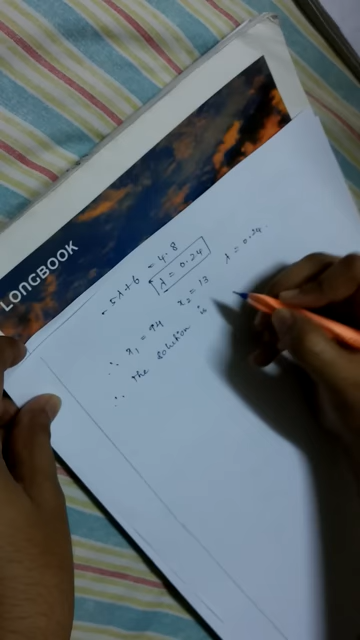 LONGBOOK
- 5λ+6 = 4.8
λ = 0.24
λ = 0.24.
∴ x₁ = 94 x₂ = 13
∴ The solution is